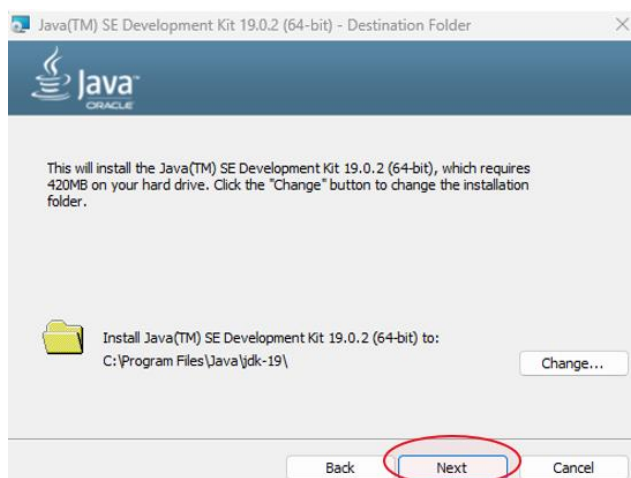 Java(TM) SE Development Kit 19.0.2 (64-bit) - Destination Folder
Java™
ORACLE
This will install the Java(TM) SE Development Kit 19.0.2 (64-bit), which requires
420MB on your hard drive. Click the "Change" button to change the installation
folder.
Install Java(TM) SE Development Kit 19.0.2 (64-bit) to:
C:\Program Files\Java\jdk-19\
Change...
Back Next Cancel